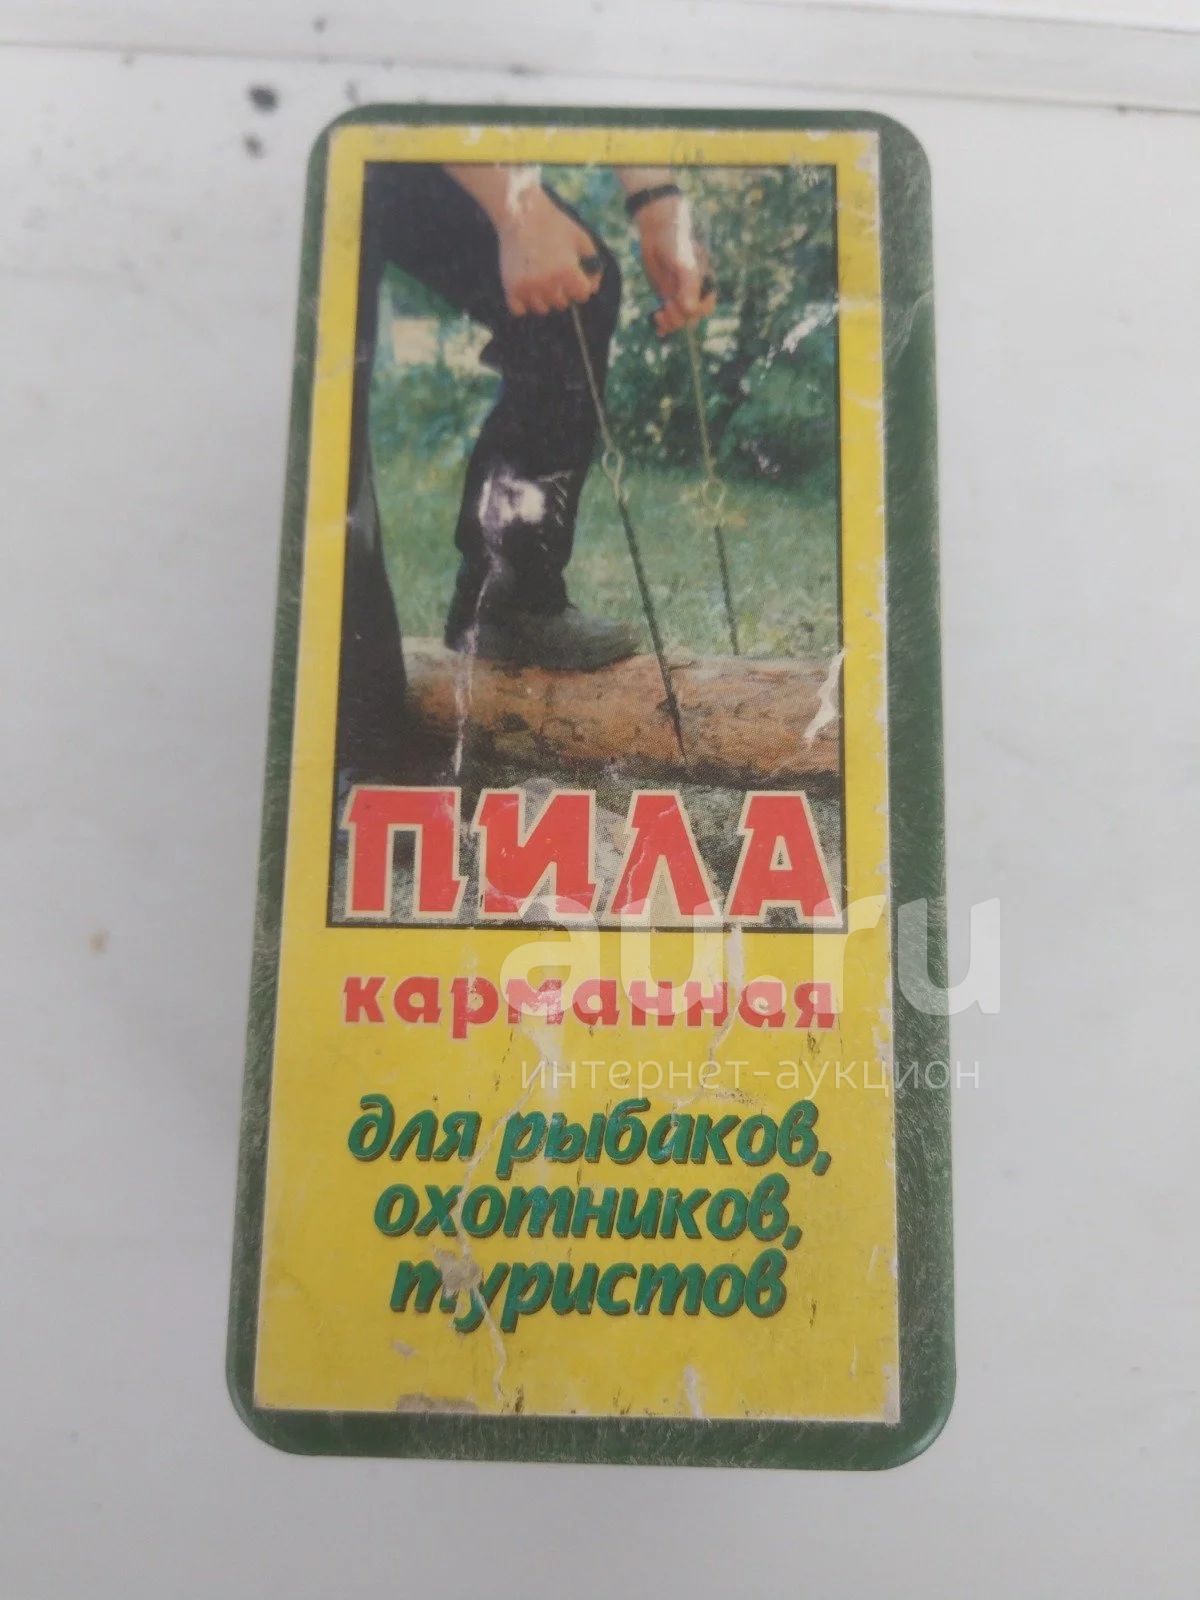 ПИЛА
карманная
для рыбаков,
охотников,
туристов
au.ru
интернет-аукцион